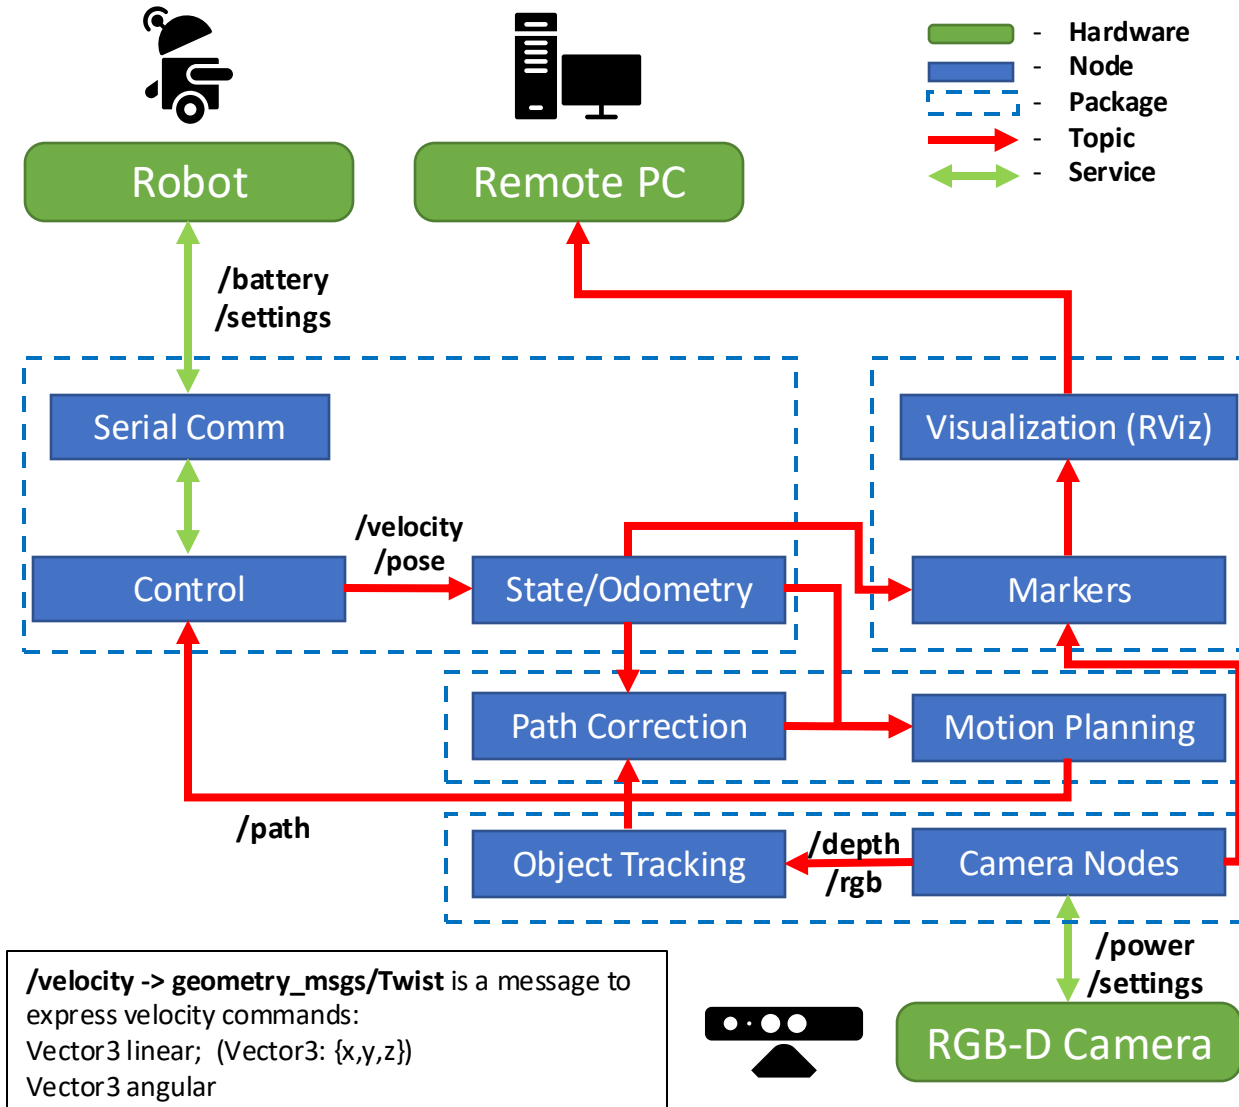 - Hardware
- Node
- Package
- Topic
- Service
Robot
Remote PC
/battery
/settings
Serial Comm
Visualization (RViz)
/velocity
/pose
Control
State/Odometry
Markers
Path Correction
Motion Planning
/path
Object Tracking
/depth
/rgb
Camera Nodes
/power
/settings
RGB-D Camera
/velocity -> geometry_msgs/Twist is a message to
express velocity commands:
Vector3 linear; (Vector3: {x,y,z})
Vector3 angular